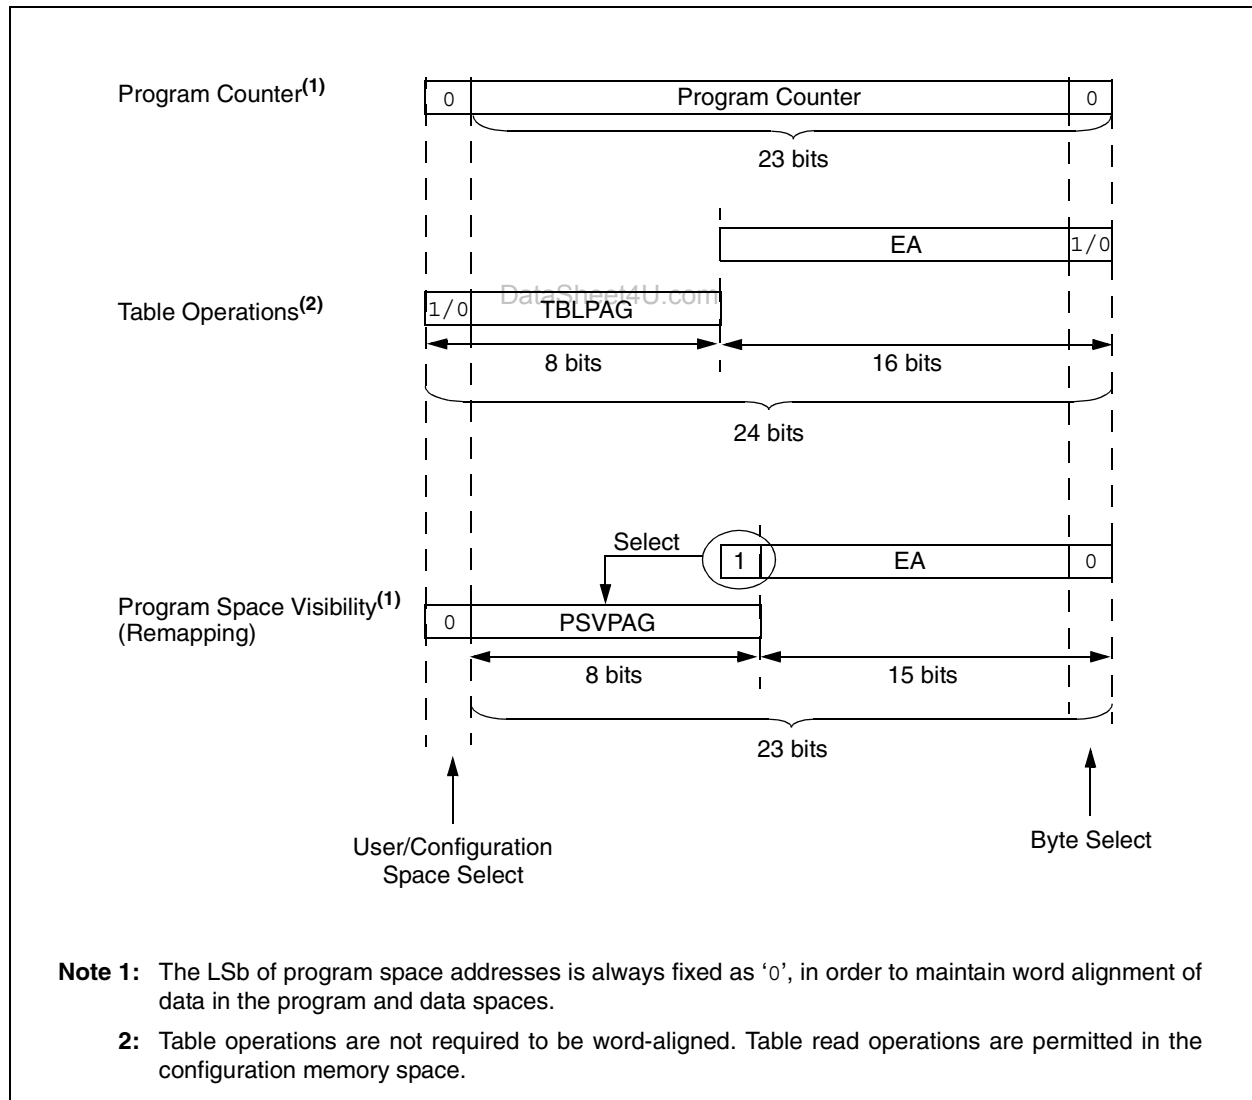 Program Counter(1)
0 Program Counter 0
23 bits
EA 1/0
DataSheet4U.com
Table Operations(2)
1/0 TBLPAG
8 bits 16 bits
24 bits
Select
1 EA 0
Program Space Visibility(1)
(Remapping)
0 PSVPAG
8 bits 15 bits
23 bits
User/Configuration
Space Select
Byte Select
Note 1: The LSb of program space addresses is always fixed as ‘0’, in order to maintain word alignment of
data in the program and data spaces.
2: Table operations are not required to be word-aligned. Table read operations are permitted in the
configuration memory space.